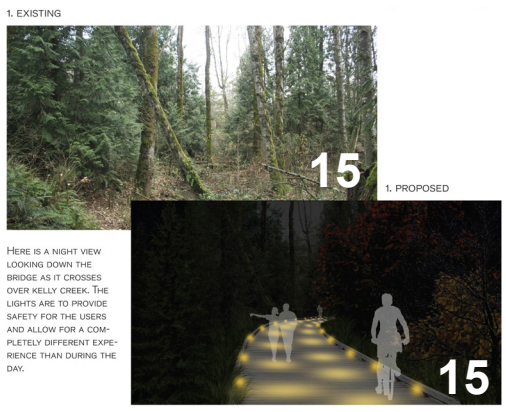 1. EXISTING
15
1. PROPOSED
HERE IS A NIGHT VIEW
LOOKING DOWN THE
BRIDGE AS IT CROSSES
OVER KELLY CREEK. THE
LIGHTS ARE TO PROVIDE
SAFETY FOR THE USERS
AND ALLOW FOR A COM-
PLETELY DIFFERENT EXPE-
RIENCE THAN DURING THE
DAY.
15